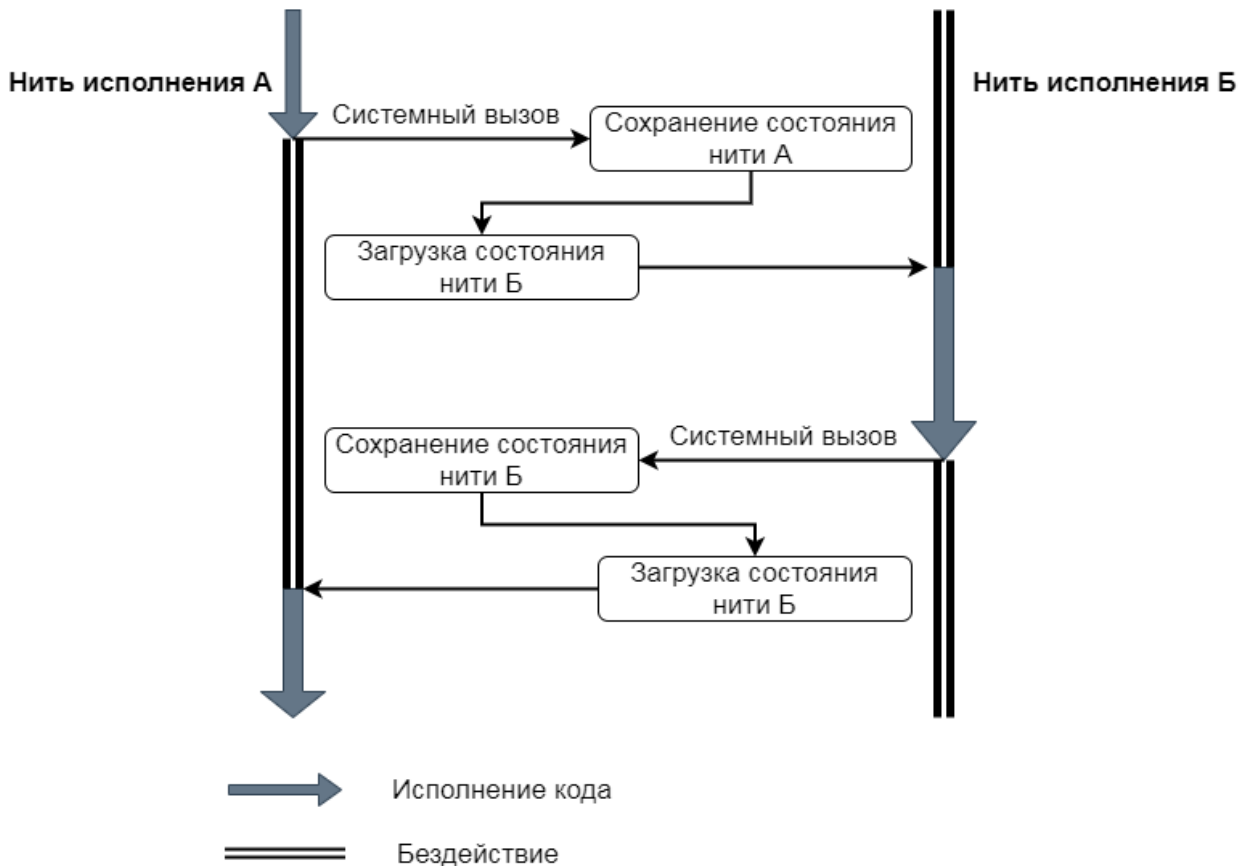 Нить исполнения А
Нить исполнения Б
Системный вызов
Сохранение состояния
нити А
Загрузка состояния
нити Б
Системный вызов
Сохранение состояния
нити Б
Загрузка состояния
нити Б
Исполнение кода
Бездействие